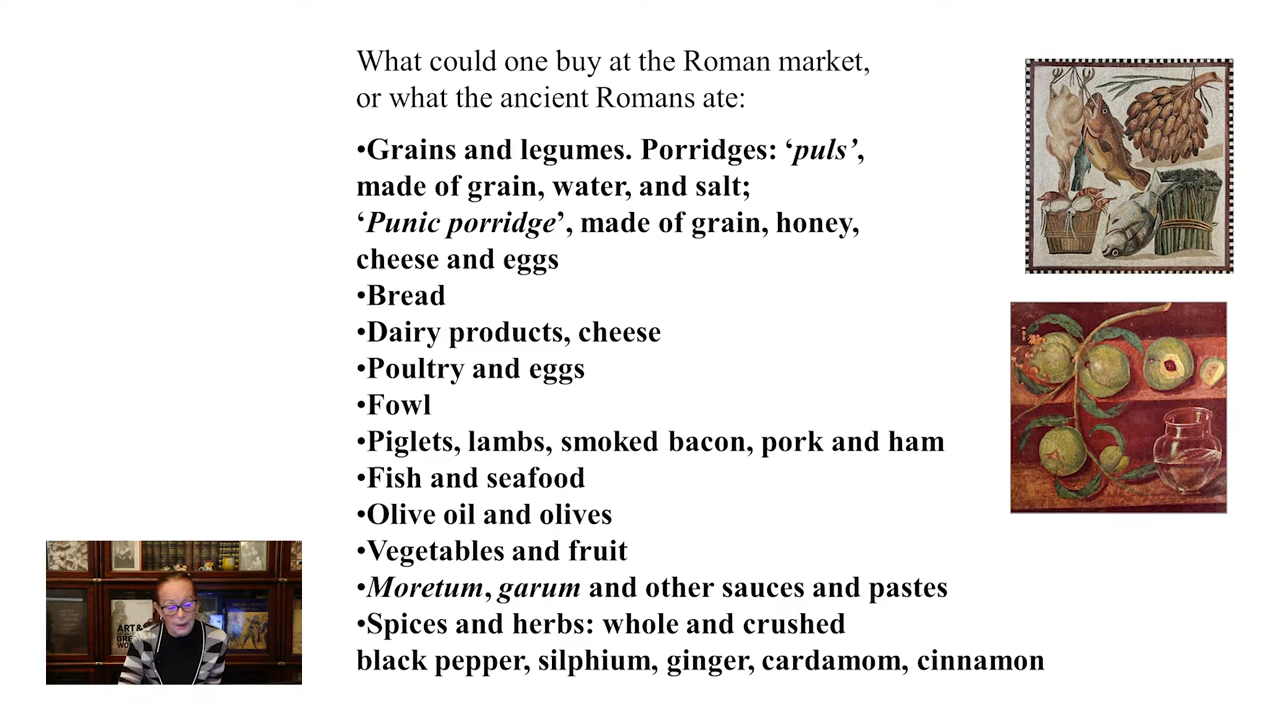 What could one buy at the Roman market,
or what the ancient Romans ate:
•Grains and legumes. Porridges: ‘puls’,
made of grain, water, and salt;
‘Punic porridge’, made of grain, honey,
cheese and eggs
•Bread
•Dairy products, cheese
•Poultry and eggs
•Fowl
•Piglets, lambs, smoked bacon, pork and ham
•Fish and seafood
•Olive oil and olives
•Vegetables and fruit
•Moretum, garum and other sauces and pastes
•Spices and herbs: whole and crushed
black pepper, silphium, ginger, cardamom, cinnamon
ART&